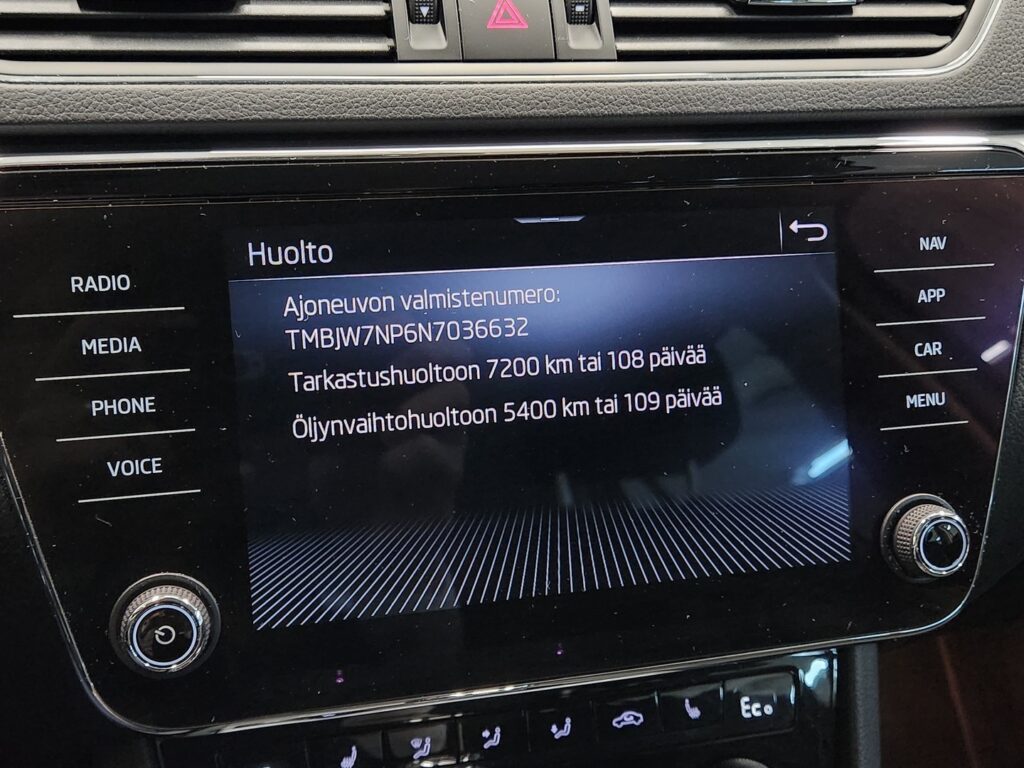 Huolto
RADIO
MEDIA
PHONE
VOICE
Ajoneuvon valmistenumero:
TMBJW7NP6N7036632
Tarkastushuoltoon 7200 km tai 108 päivää
Öljynvaihtohuoltoon 5400 km tai 109 päivää
NAV
APP
CAR
MENU
Eco